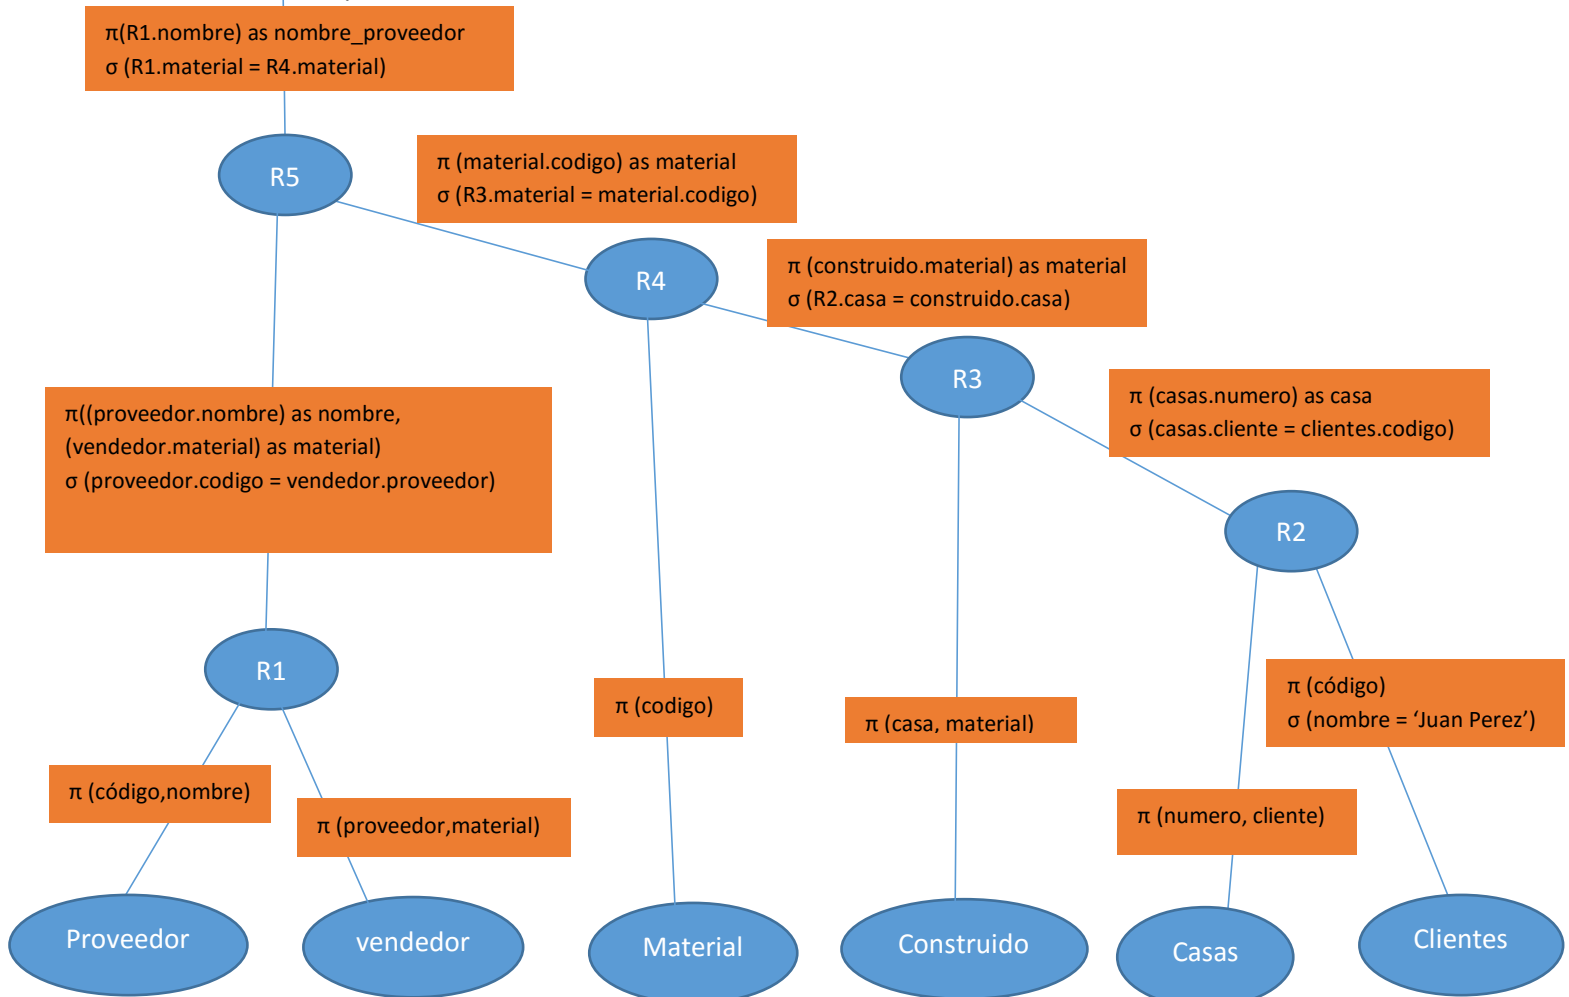 π(R1.nombre) as nombre_proveedor
σ (R1.material = R4.material)
R5
π (material.codigo) as material
σ (R3.material = material.codigo)
R4
π (construido.material) as material
σ (R2.casa = construido.casa)
R3
π (casas.numero) as casa
σ (casas.cliente = clientes.codigo)
π((proveedor.nombre) as nombre,
(vendedor.material) as material)
σ (proveedor.codigo = vendedor.proveedor)
R2
R1
π (código)
σ (nombre = ‘Juan Perez’)
π (codigo)
π (casa, material)
π (código,nombre)
π (proveedor,material)
π (numero, cliente)
Proveedor
vendedor
Material
Construido
Casas
Clientes